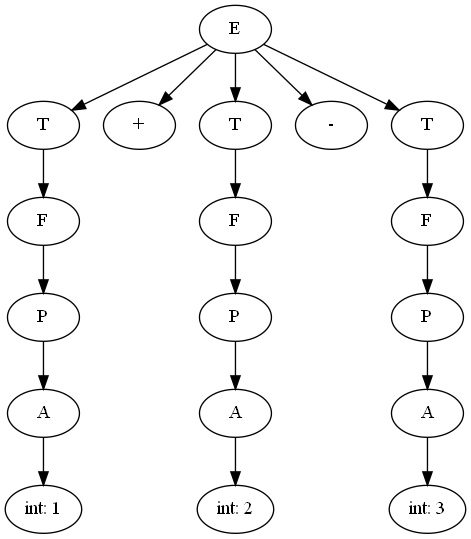 E
T + T - T
F F F
P P P
A A A
int: 1 int: 2 int: 3